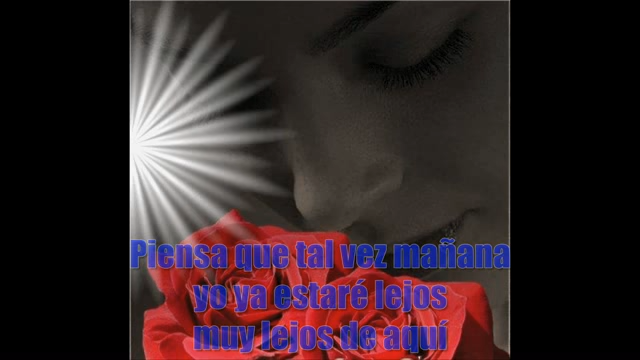 Piensa que tal vez mañana
yo ya estaré lejos
muy lejos de aquí